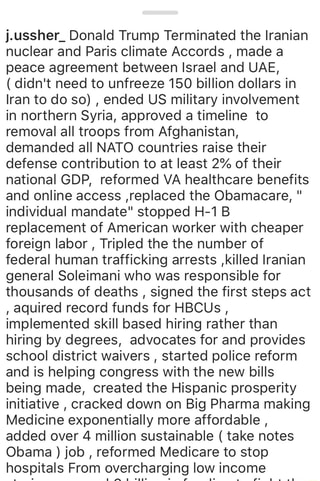 j.ussher_ Donald Trump Terminated the Iranian
nuclear and Paris climate Accords , made a
peace agreement between Israel and UAE,
( didn't need to unfreeze 150 billion dollars in
Iran to do so) , ended US military involvement
in northern Syria, approved a timeline to
removal all troops from Afghanistan,
demanded all NATO countries raise their
defense contribution to at least 2% of their
national GDP, reformed VA healthcare benefits
and online access ,replaced the Obamacare, "
individual mandate" stopped H-1 B
replacement of American worker with cheaper
foreign labor , Tripled the the number of
federal human trafficking arrests ,killed Iranian
general Soleimani who was responsible for
thousands of deaths , signed the first steps act
, aquired record funds for HBCUs ,
implemented skill based hiring rather than
hiring by degrees, advocates for and provides
school district waivers , started police reform
and is helping congress with the new bills
being made, created the Hispanic prosperity
initiative , cracked down on Big Pharma making
Medicine exponentially more affordable ,
added over 4 million sustainable ( take notes
Obama ) job , reformed Medicare to stop
hospitals From overcharging low income